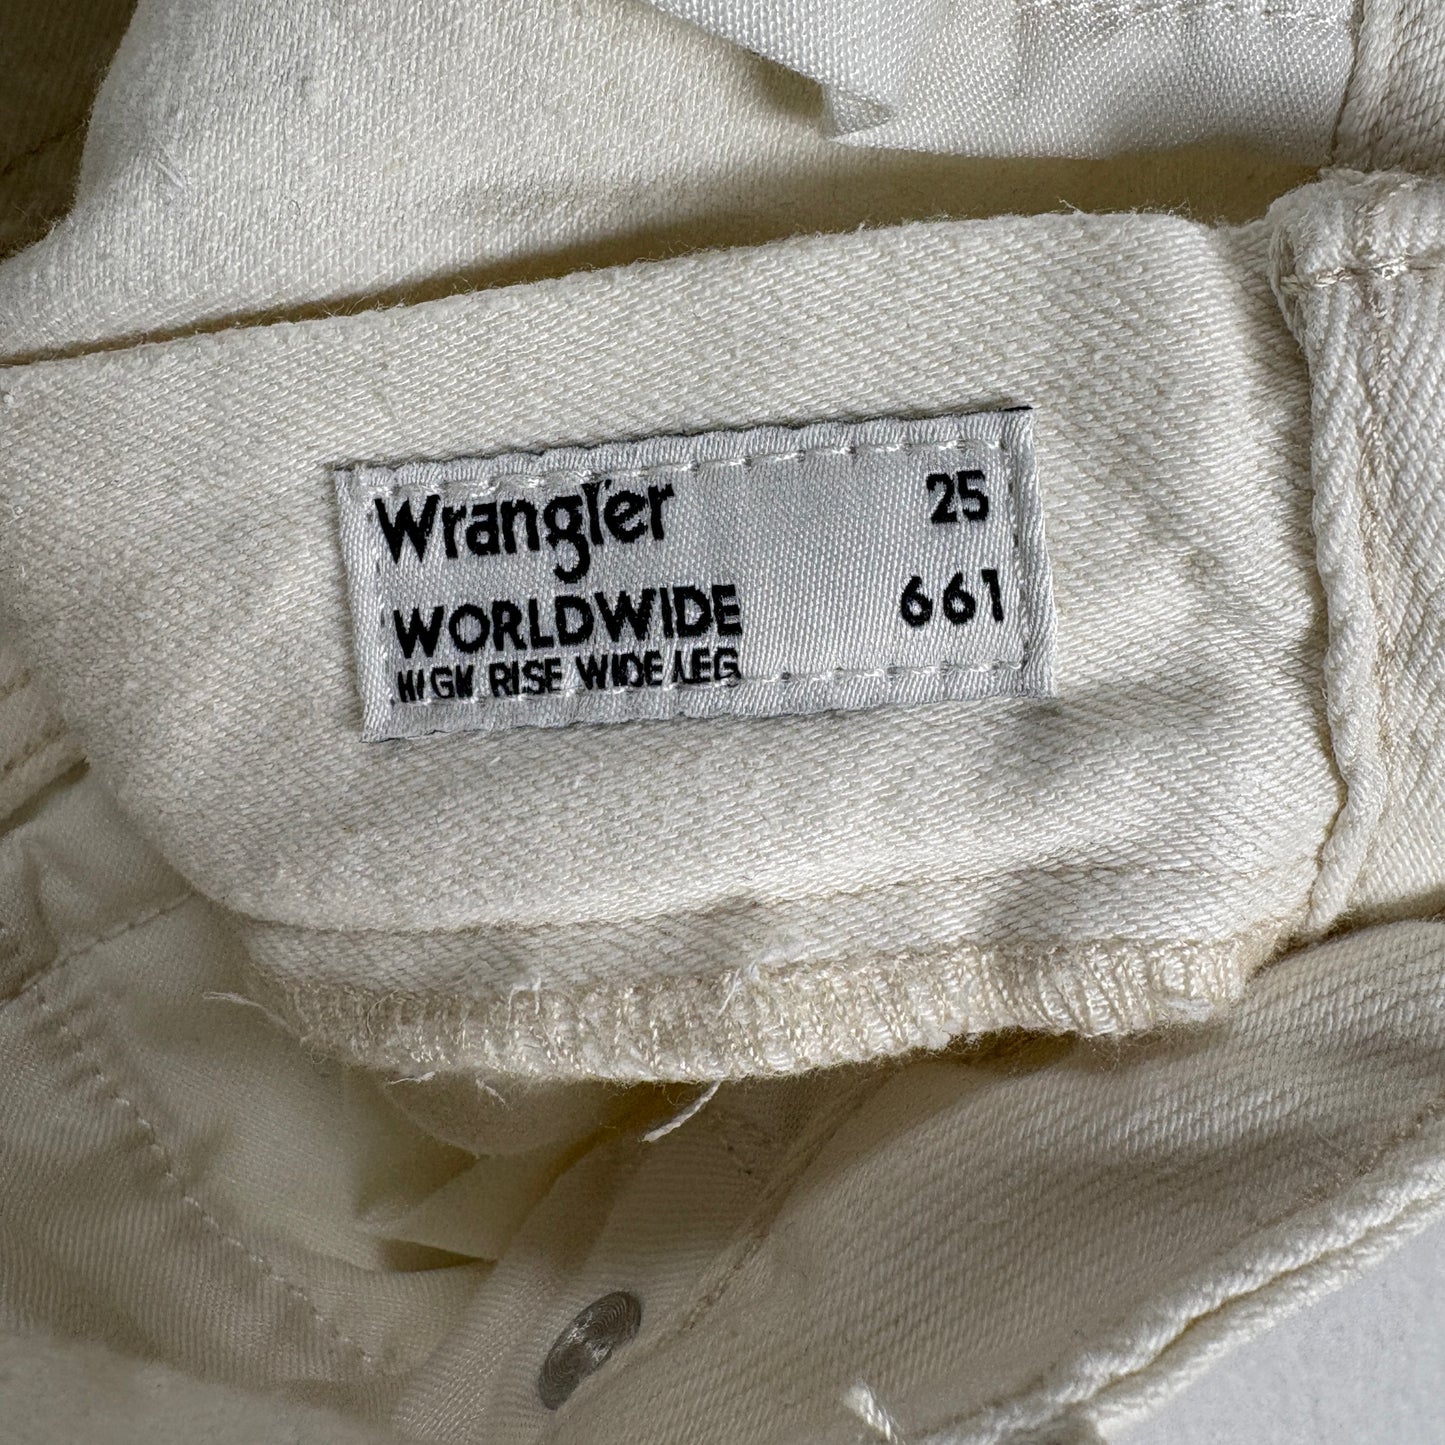 Wrangler 25
WORLDWIDE 661
HIGH RISE WIDE LEG